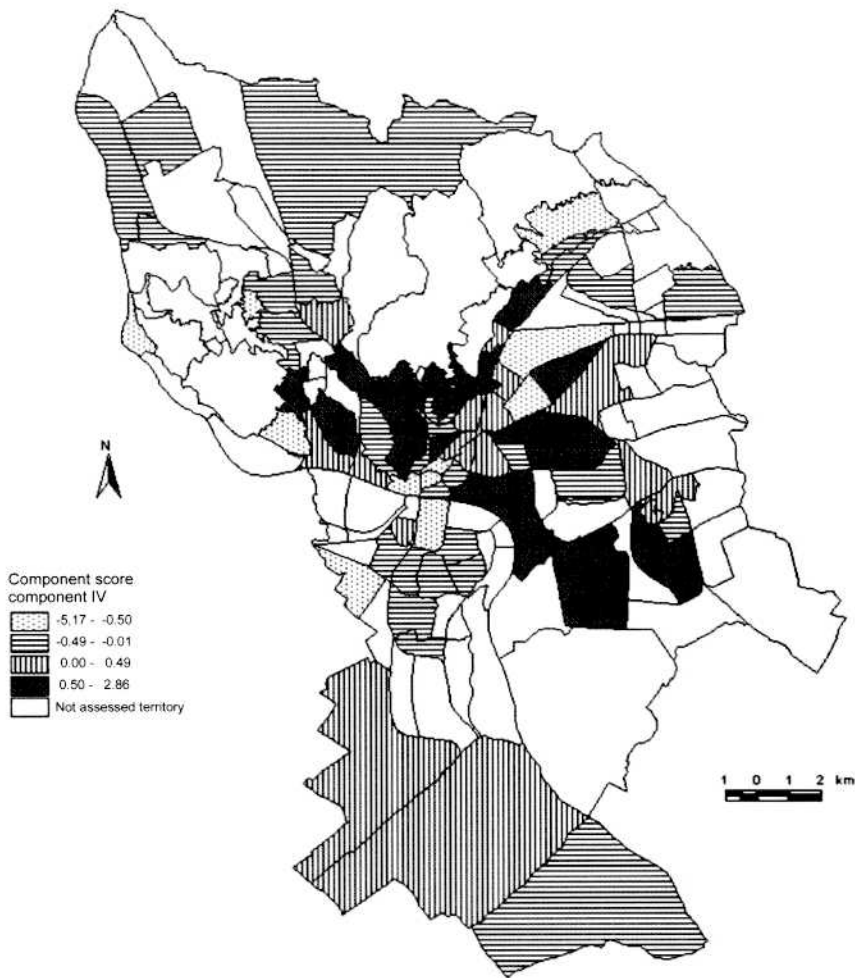 N
Component score
component IV
-5.17 - -0.50
-0.49 - -0.01
0.00 - 0.49
0.50 - 2.86
Not assessed territory
1 0 1 2 km